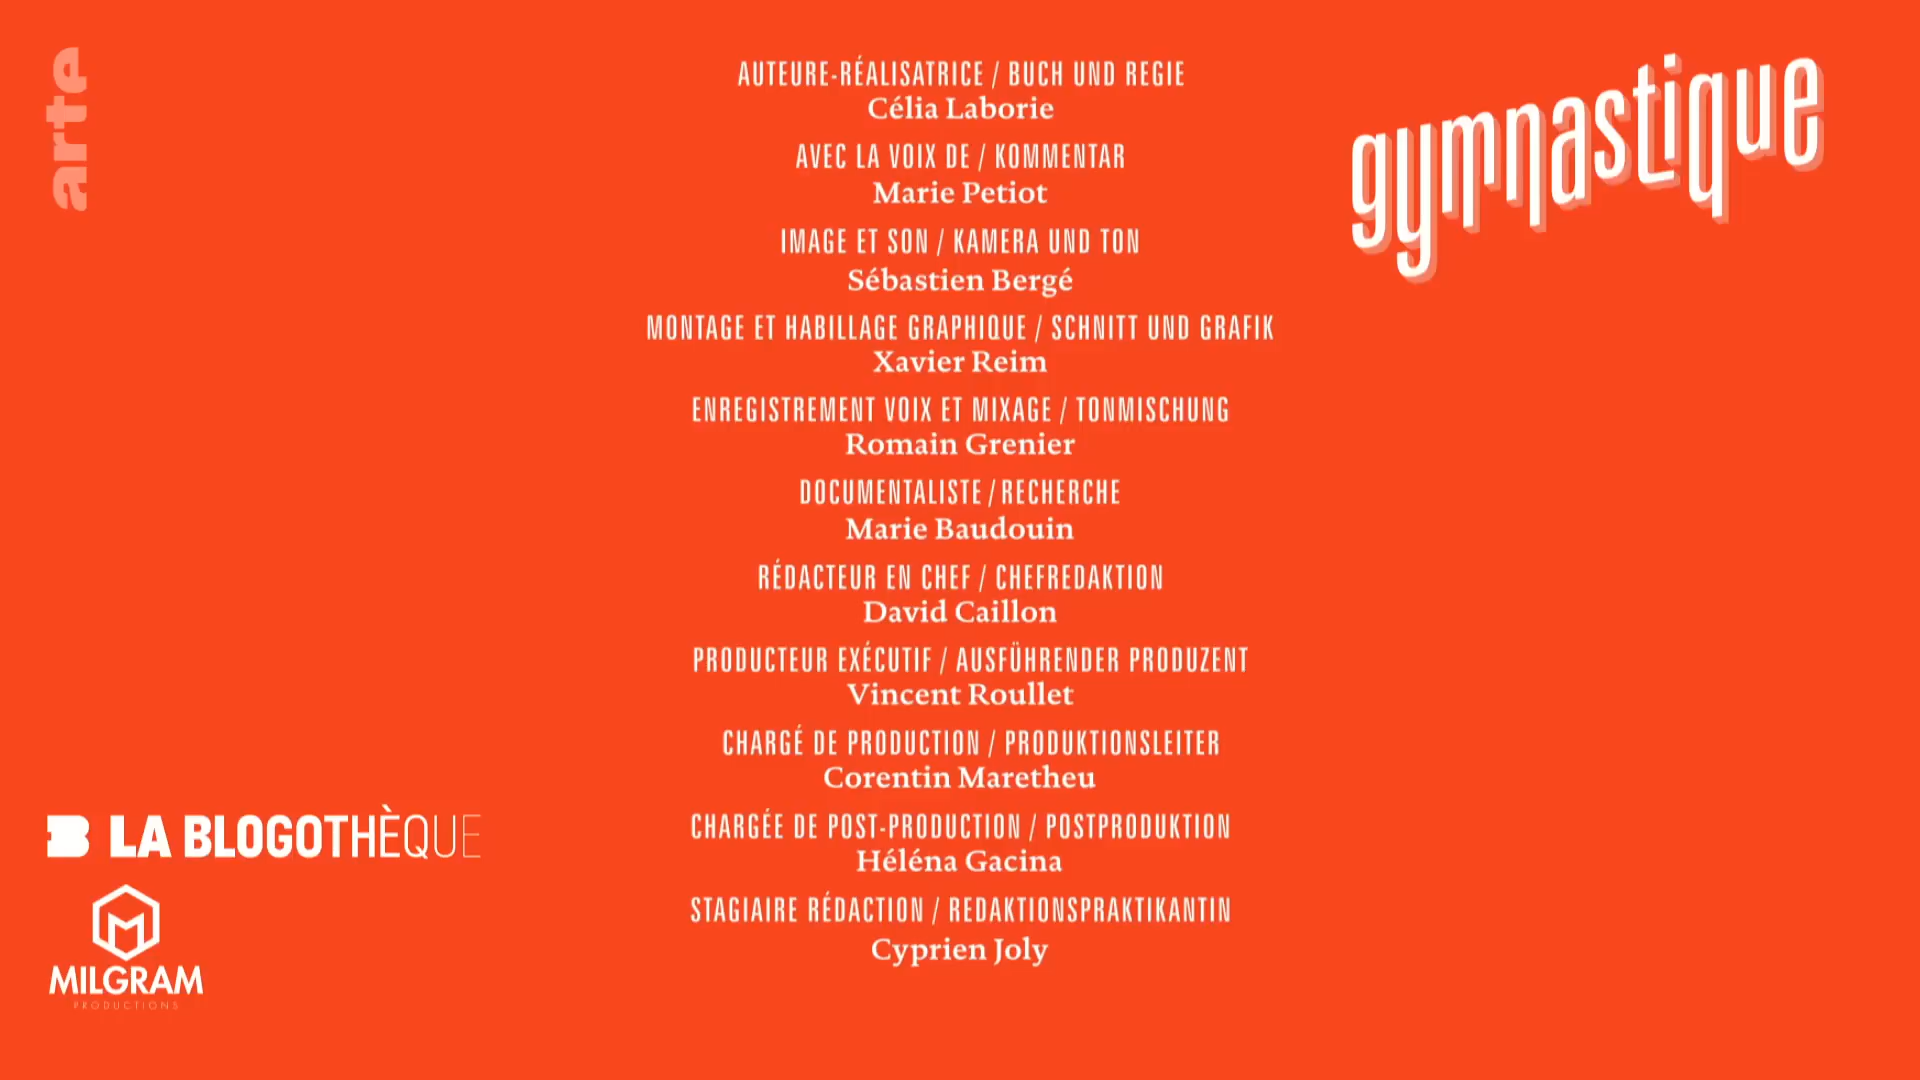 arte
gymnastique
AUTEURE-RÉALISATRICE / BUCH UND REGIE
Célia Laborie
AVEC LA VOIX DE / KOMMENTAR
Marie Petiot
IMAGE ET SON / KAMERA UND TON
Sébastien Bergé
MONTAGE ET HABILLAGE GRAPHIQUE / SCHNITT UND GRAFIK
Xavier Reim
ENREGISTREMENT VOIX ET MIXAGE / TONMISCHUNG
Romain Grenier
DOCUMENTALISTE / RECHERCHE
Marie Baudouin
RÉDACTEUR EN CHEF / CHEFREDAKTION
David Caillon
PRODUCTEUR EXÉCUTIF / AUSFÜHRENDER PRODUZENT
Vincent Roullet
CHARGÉ DE PRODUCTION / PRODUKTIONSLEITER
Corentin Maretheu
CHARGÉE DE POST-PRODUCTION / POSTPRODUKTION
Héléna Gacina
STAGIAIRE RÉDACTION / REDAKTIONSPRAKTIKANTIN
Cyprien Joly
B LA BLOGOTHÈQUE
M
MILGRAM
PRODUCTIONS